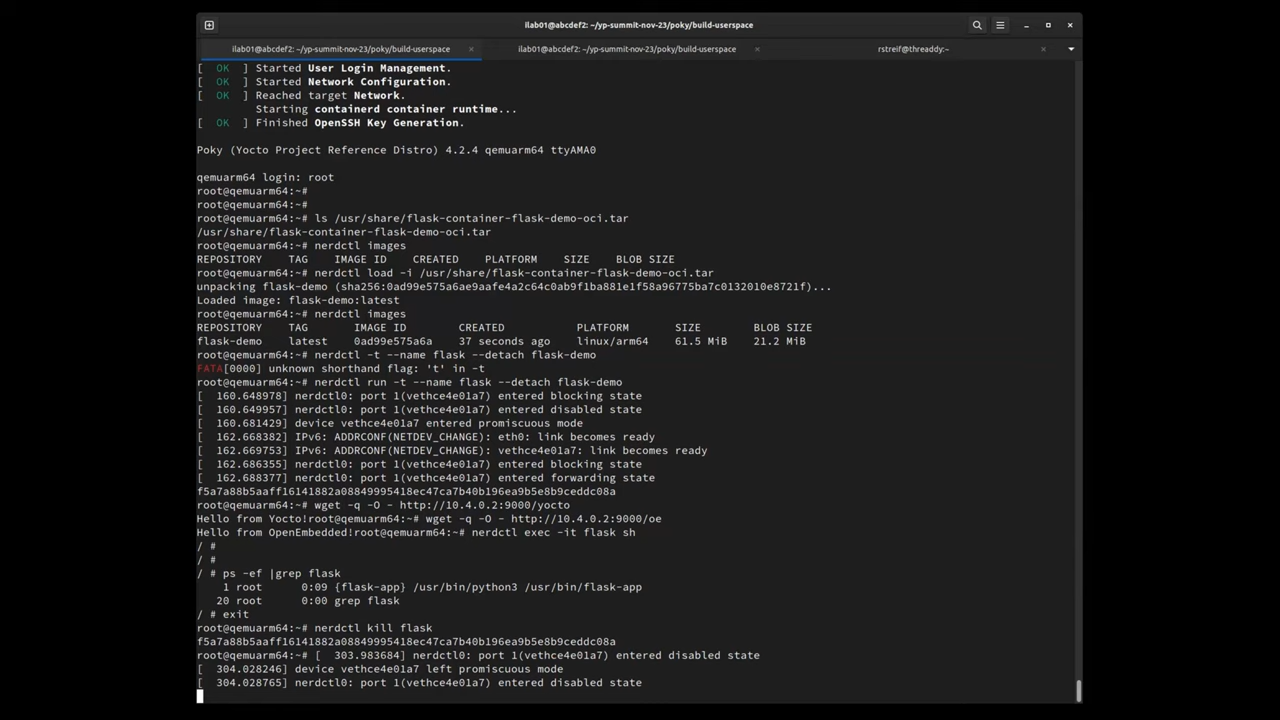 ilab01@abcdef2: ~/yp-summit-nov-23/poky/build-userspace
ilab01@abcdef2: ~/yp-summit-nov-23/poky/build-userspace × ilab01@abcdef2: ~/yp-summit-nov-23/poky/build-userspace × rstreif@threaddy:~ ×
[  OK  ] Started User Login Management.
[  OK  ] Started Network Configuration.
[  OK  ] Reached target Network.
         Starting containerd container runtime...
[  OK  ] Finished OpenSSH Key Generation.
Poky (Yocto Project Reference Distro) 4.2.4 qemuarm64 ttyAMA0
qemuarm64 login: root
root@qemuarm64:~#
root@qemuarm64:~#
root@qemuarm64:~# ls /usr/share/flask-container-flask-demo-oci.tar
/usr/share/flask-container-flask-demo-oci.tar
root@qemuarm64:~# nerdctl images
REPOSITORY    TAG    IMAGE ID    CREATED    PLATFORM    SIZE    BLOB SIZE
root@qemuarm64:~# nerdctl load -i /usr/share/flask-container-flask-demo-oci.tar
unpacking flask-demo (sha256:0ad99e575a6ae9aafe4a2c64c0ab9f1ba881e1f58a96775ba7c0132010e8721f)...
Loaded image: flask-demo:latest
root@qemuarm64:~# nerdctl images
REPOSITORY    TAG       IMAGE ID        CREATED           PLATFORM      SIZE        BLOB SIZE
flask-demo    latest    0ad99e575a6a    37 seconds ago    linux/arm64    61.5 MiB    21.2 MiB
root@qemuarm64:~# nerdctl -t --name flask --detach flask-demo
FATA[0000] unknown shorthand flag: 't' in -t
root@qemuarm64:~# nerdctl run -t --name flask --detach flask-demo
[  160.648978] nerdctl0: port 1(vethce4e01a7) entered blocking state
[  160.649957] nerdctl0: port 1(vethce4e01a7) entered disabled state
[  160.681429] device vethce4e01a7 entered promiscuous mode
[  162.668382] IPv6: ADDRCONF(NETDEV_CHANGE): eth0: link becomes ready
[  162.669753] IPv6: ADDRCONF(NETDEV_CHANGE): vethce4e01a7: link becomes ready
[  162.686355] nerdctl0: port 1(vethce4e01a7) entered blocking state
[  162.688377] nerdctl0: port 1(vethce4e01a7) entered forwarding state
f5a7a88b5aaff16141882a08849995418ec47ca7b40b196ea9b5e8b9ceddc08a
root@qemuarm64:~# wget -q -O - http://10.4.0.2:9000/yocto
Hello from Yocto!root@qemuarm64:~# wget -q -O - http://10.4.0.2:9000/oe
Hello from OpenEmbedded!root@qemuarm64:~# nerdctl exec -it flask sh
/ #
/ #
/ # ps -ef |grep flask
    1 root      0:09 {flask-app} /usr/bin/python3 /usr/bin/flask-app
   20 root      0:00 grep flask
/ # exit
root@qemuarm64:~# nerdctl kill flask
f5a7a88b5aaff16141882a08849995418ec47ca7b40b196ea9b5e8b9ceddc08a
root@qemuarm64:~# [  303.983684] nerdctl0: port 1(vethce4e01a7) entered disabled state
[  304.028246] device vethce4e01a7 left promiscuous mode
[  304.028765] nerdctl0: port 1(vethce4e01a7) entered disabled state